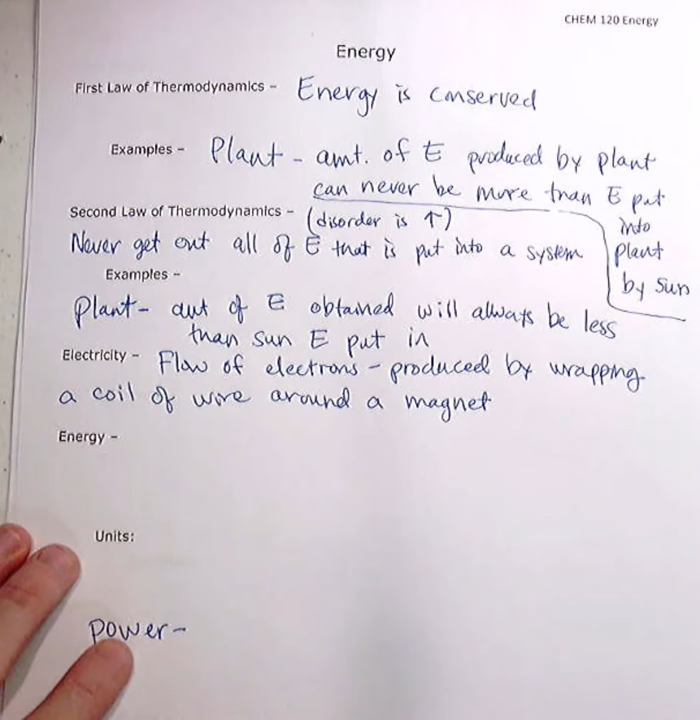 CHEM 120 Energy
Energy
First Law of Thermodynamics – Energy is conserved
Examples – Plant – amt. of E produced by plant
can never be more than E put
into
plant
by sun
Second Law of Thermodynamics – (disorder is ↑)
Never get out all of E that is put into a system
Examples –
Plant – amt of E obtained will always be less
than sun E put in
Electricity – Flow of electrons – produced by wrapping
a coil of wire around a magnet
Energy –
Units:
Power –